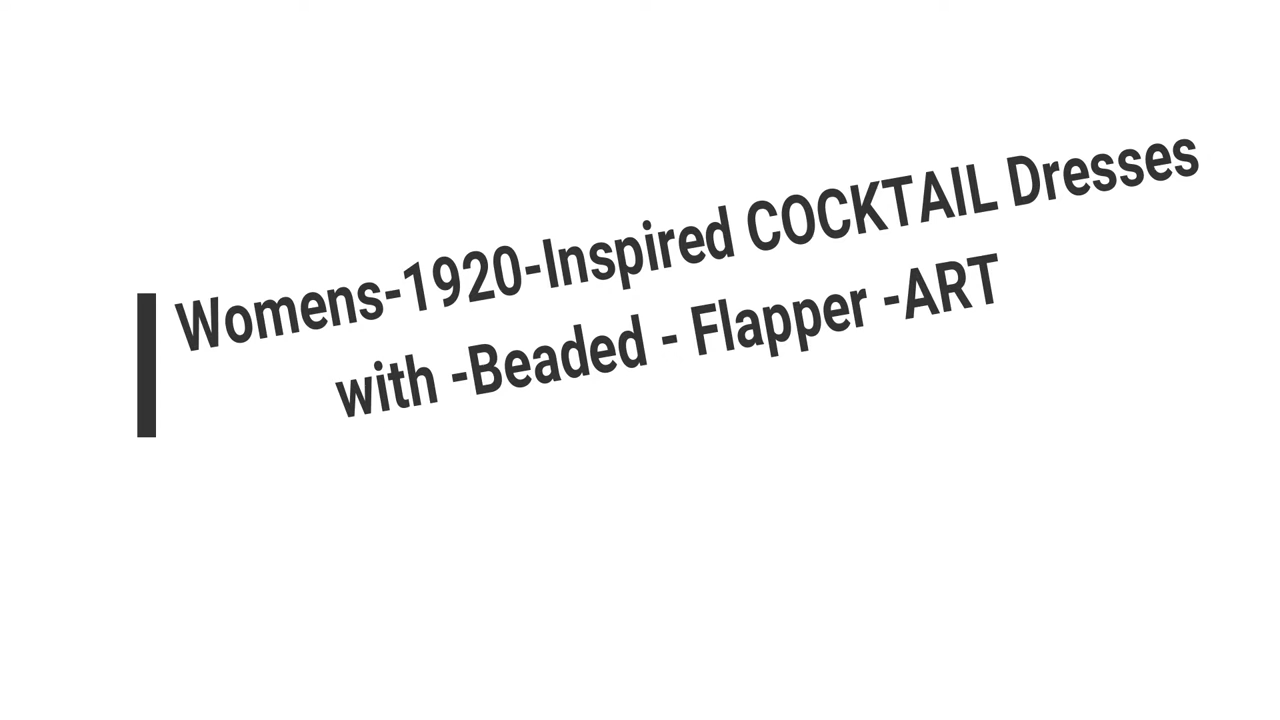 Womens-1920-Inspired COCKTAIL Dresses
with -Beaded - Flapper -ART